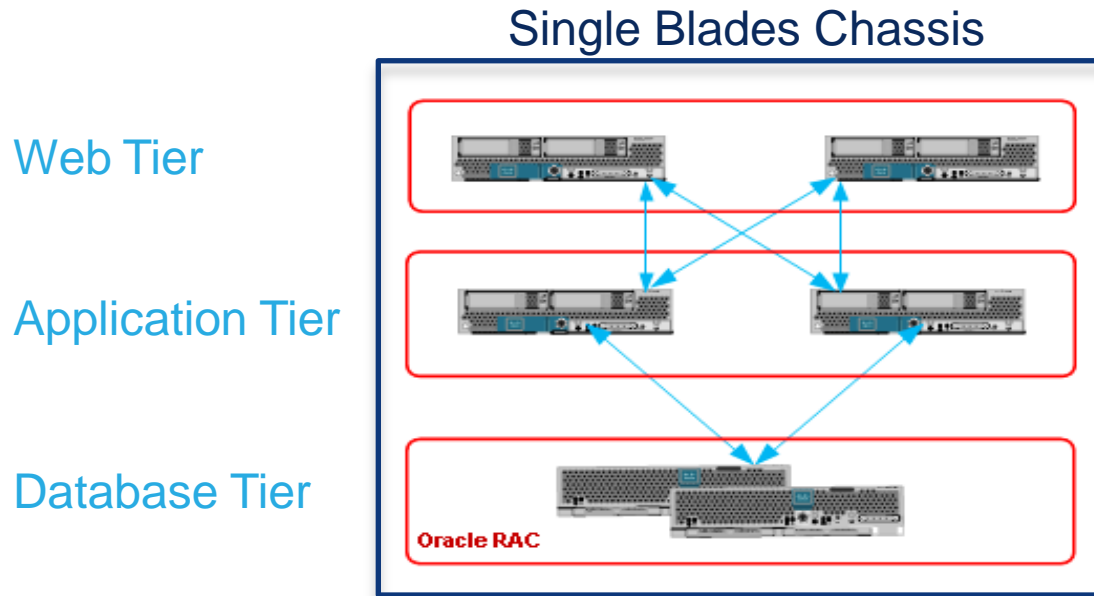 Single Blades Chassis
Web Tier
Application Tier
Database Tier
Oracle RAC